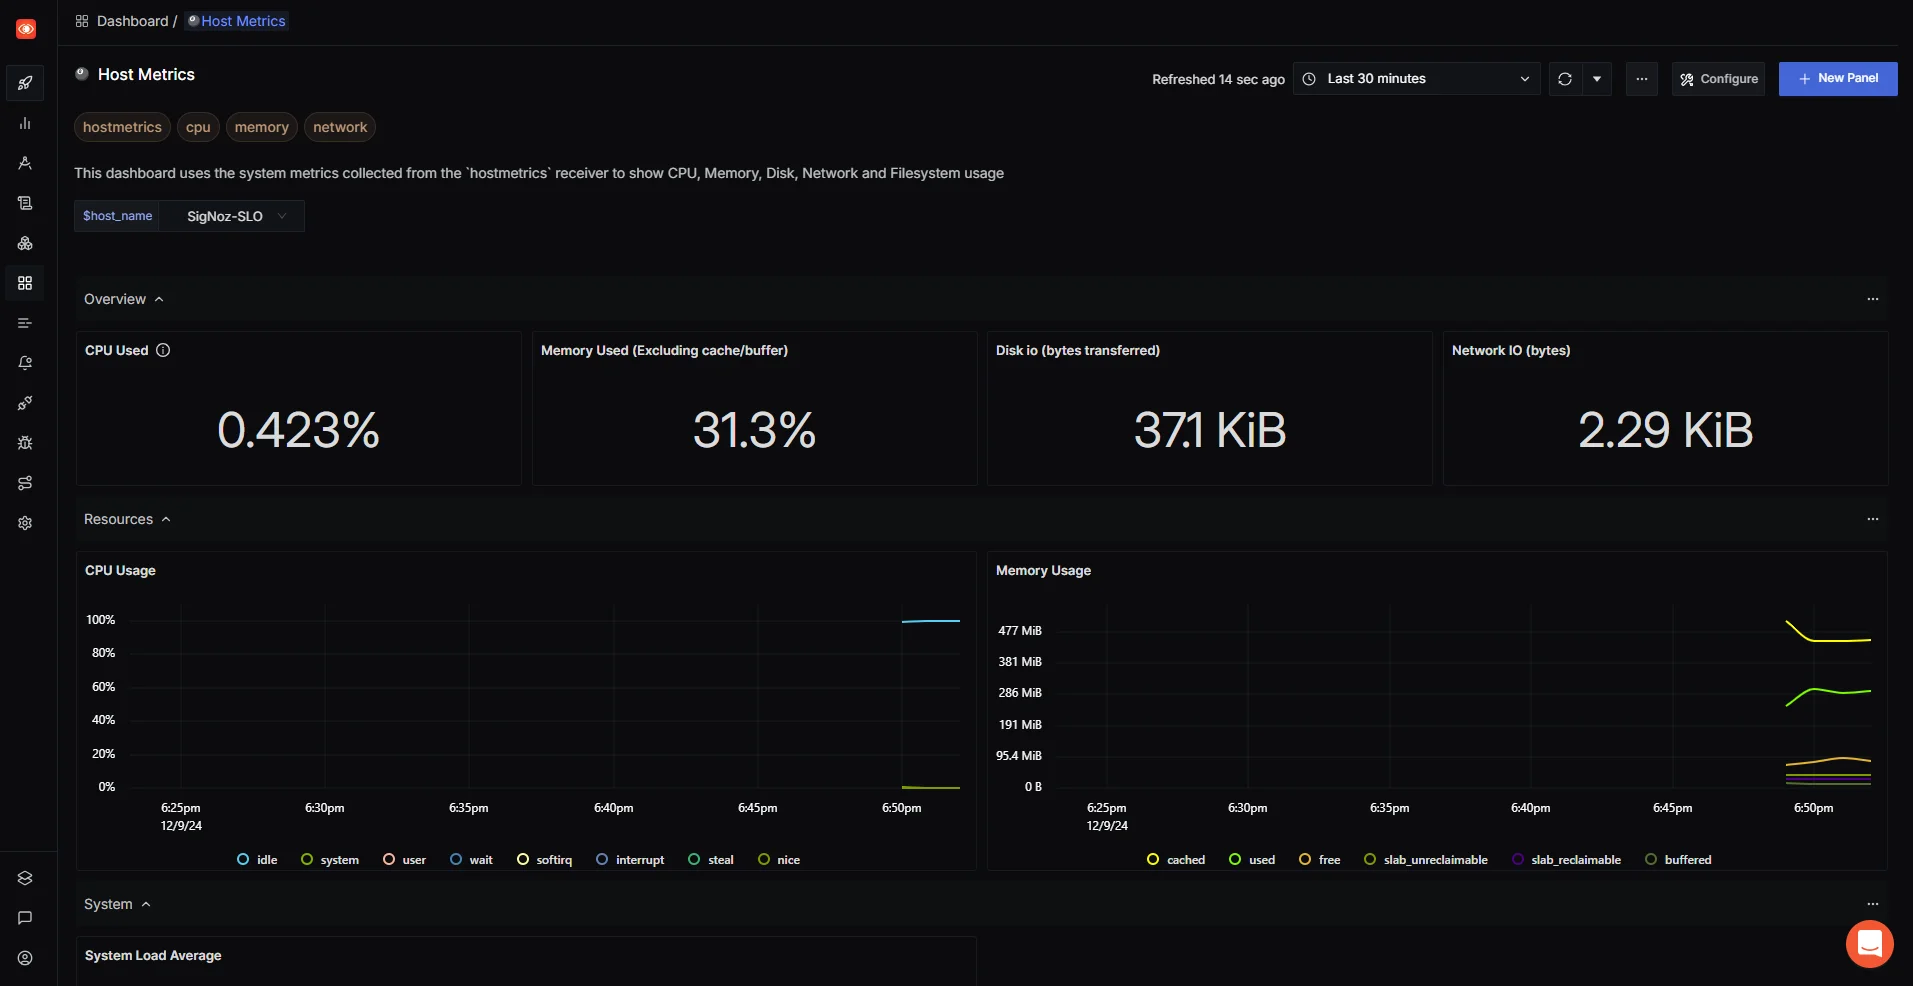 Dashboard / Host Metrics
Host Metrics
Refreshed 14 sec ago
Last 30 minutes
Configure
New Panel
hostmetrics
cpu
memory
network
This dashboard uses the system metrics collected from the `hostmetrics` receiver to show CPU, Memory, Disk, Network and Filesystem usage
$host_name
SigNoz-SLO
Overview
CPU Used
0.423%
Memory Used (Excluding cache/buffer)
31.3%
Disk io (bytes transferred)
37.1 KiB
Network IO (bytes)
2.29 KiB
Resources
CPU Usage
100%
80%
60%
40%
20%
0%
6:25pm 6:30pm 6:35pm 6:40pm 6:45pm 6:50pm
12/9/24
idle system user wait softirq interrupt steal nice
Memory Usage
477 MiB
381 MiB
286 MiB
191 MiB
95.4 MiB
0 B
6:25pm 6:30pm 6:35pm 6:40pm 6:45pm 6:50pm
12/9/24
cached used free slab_unreclaimable slab_reclaimable buffered
System
System Load Average